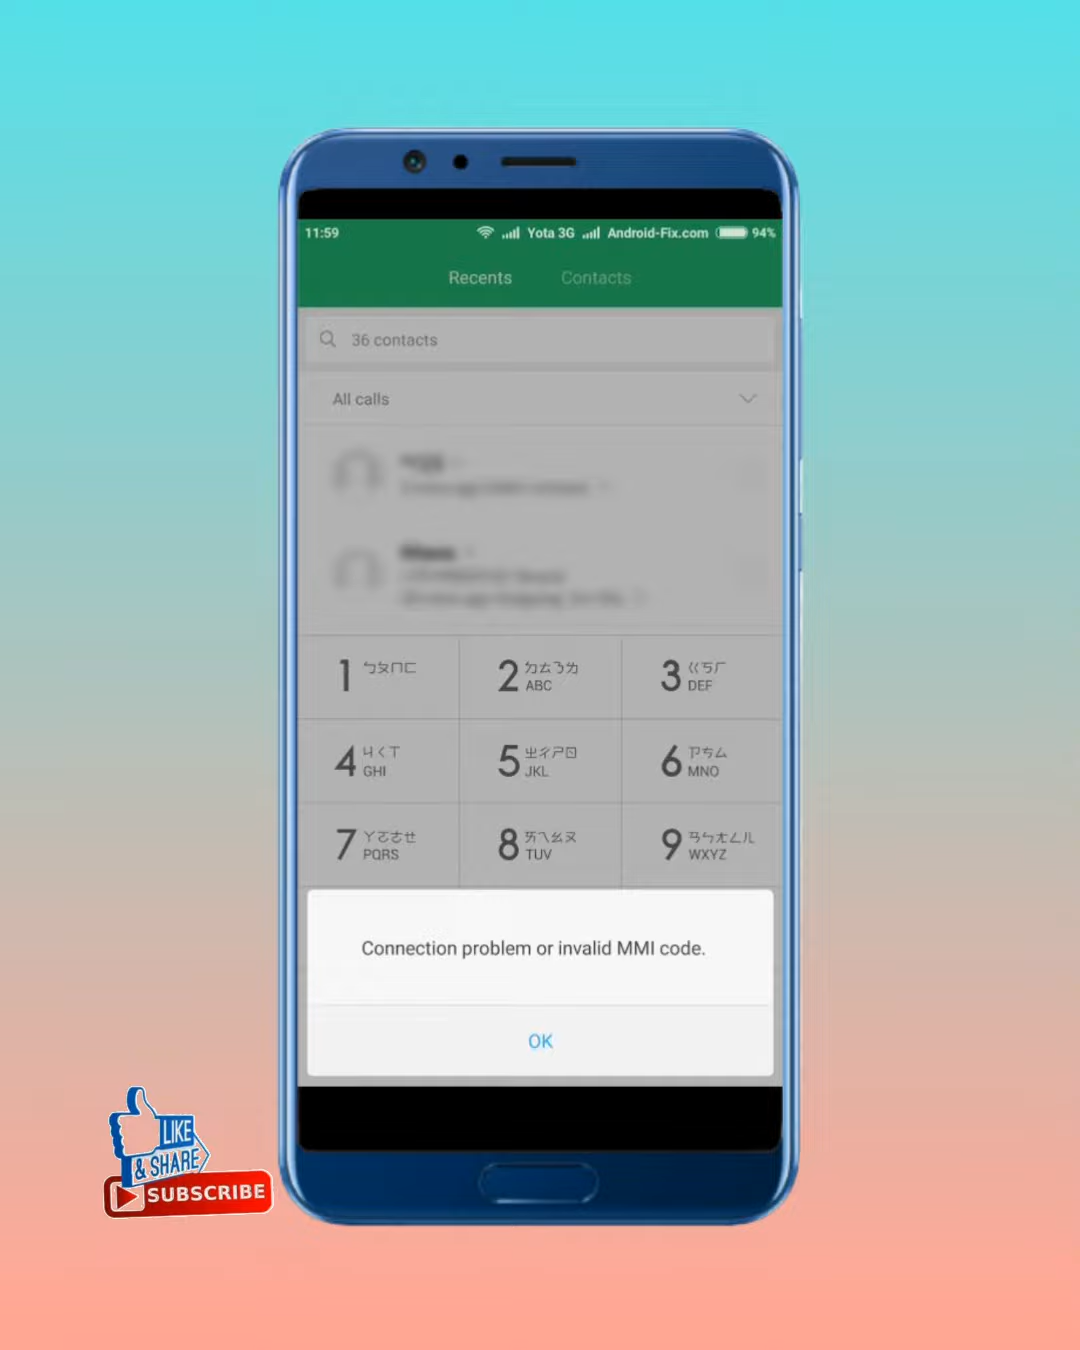 11:59 Yota 3G Android-Fix.com 94%
Recents Contacts
36 contacts
All calls
1 ㄅㄆㄇㄈ
2 ㄉㄊㄋㄌ ABC
3 ㄍㄎㄏ DEF
4 ㄐㄑㄒ GHI
5 ㄓㄔㄕㄖ JKL
6 ㄗㄘㄙ MNO
7 ㄚㄛㄜㄝ PQRS
8 ㄞㄟㄠㄡ TUV
9 ㄢㄣㄤㄥㄦ WXYZ
Connection problem or invalid MMI code.
OK
LIKE
& SHARE
SUBSCRIBE